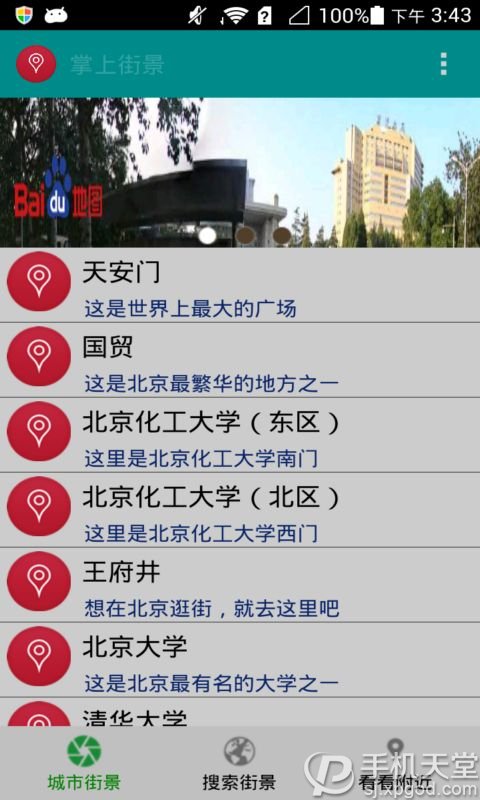 100% 下午 3:43
掌上街景
Bai du 地图
天安门
这是世界上最大的广场
国贸
这是北京最繁华的地方之一
北京化工大学（东区）
这里是北京化工大学南门
北京化工大学（北区）
这里是北京化工大学西门
王府井
想在北京逛街，就去这里吧
北京大学
这是北京最有名的大学之一
清华大学
城市街景
搜索街景
看看附近
手机天堂
sj.xpgod.com